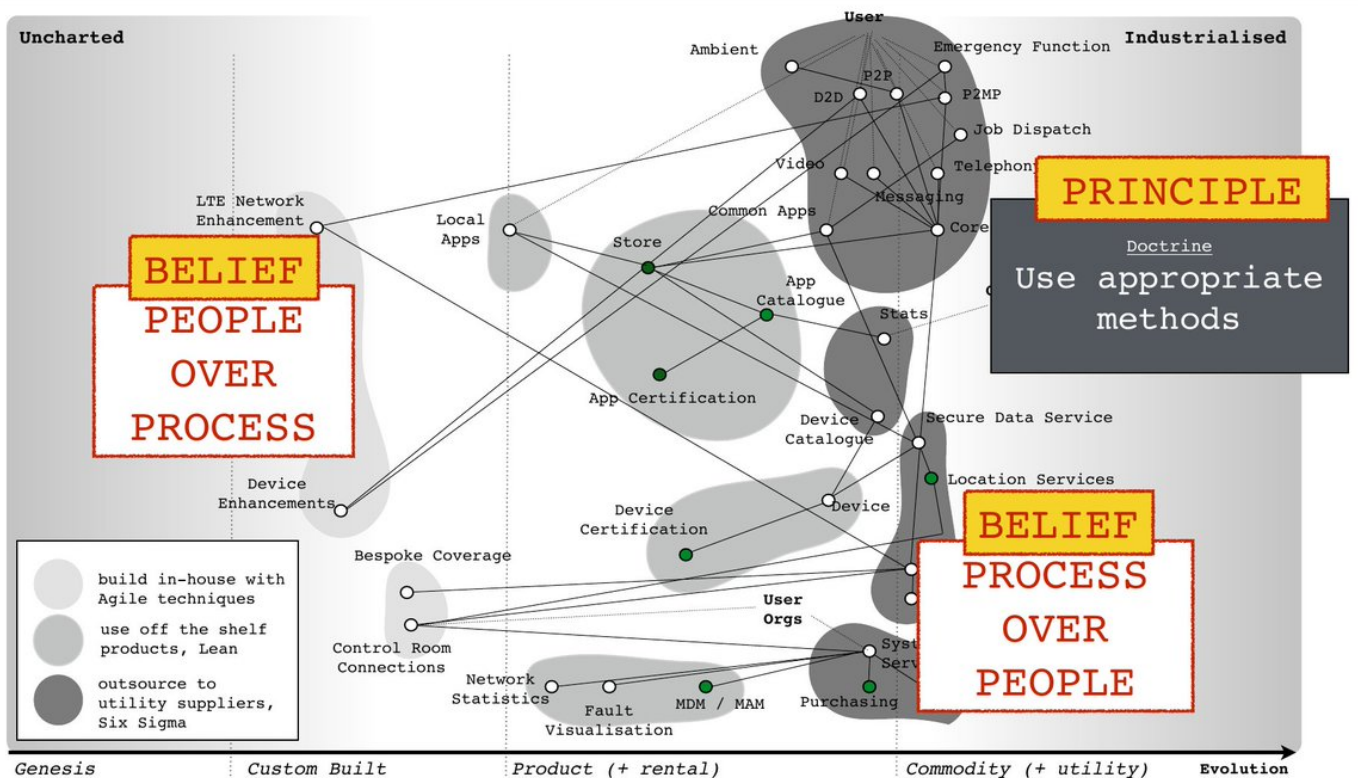 Uncharted
User
Industrialised
Ambient
Emergency Function
P2P
D2D
P2MP
Job Dispatch
Video
Telephony
Messaging
LTE Network
Enhancement
Local
Apps
Common Apps
Core
Store
App
Catalogue
Stats
App Certification
Device
Catalogue
Secure Data Service
Location Services
Device
Enhancements
Device
Device
Certification
Bespoke Coverage
User
Orgs
Control Room
Connections
Network
Statistics
Fault
Visualisation
MDM / MAM
Purchasing
BELIEF
PEOPLE
OVER
PROCESS
PRINCIPLE
Doctrine
Use appropriate
methods
BELIEF
PROCESS
OVER
PEOPLE
build in-house with
Agile techniques
use off the shelf
products, Lean
outsource to
utility suppliers,
Six Sigma
Genesis
Custom Built
Product (+ rental)
Commodity (+ utility)
Evolution